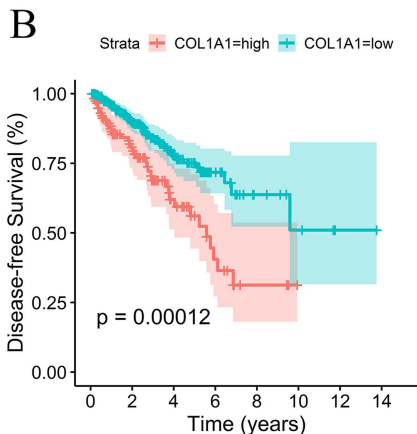 B
Strata COL1A1=high COL1A1=low
Disease-free Survival (%)
1.00
0.75
0.50
0.25
0.00
p = 0.00012
0 2 4 6 8 10 12 14
Time (years)